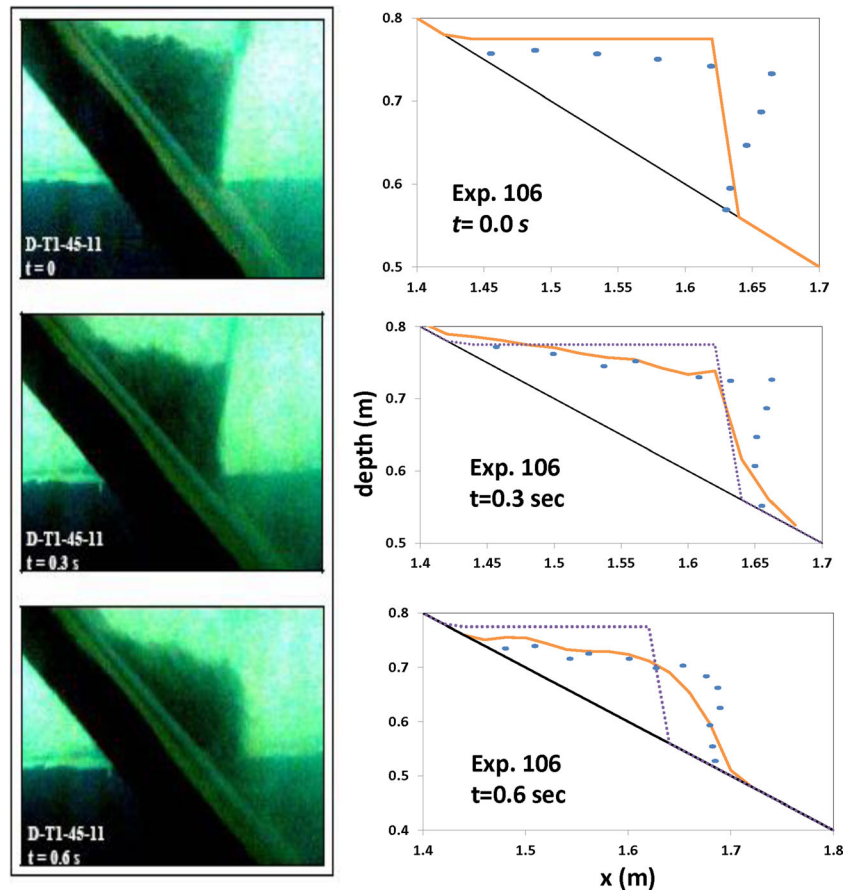 D-T1-45-11
t = 0
0.8
0.7
0.6
0.5
1.4
1.45
1.5
1.55
1.6
1.65
1.7
Exp. 106
t= 0.0 s
D-T1-45-11
t = 0.3 s
depth (m)
0.8
0.7
0.6
0.5
1.4
1.45
1.5
1.55
1.6
1.65
1.7
Exp. 106
t=0.3 sec
D-T1-45-11
t = 0.6 s
0.8
0.7
0.6
0.5
0.4
1.4
1.5
1.6
1.7
1.8
Exp. 106
t=0.6 sec
x (m)